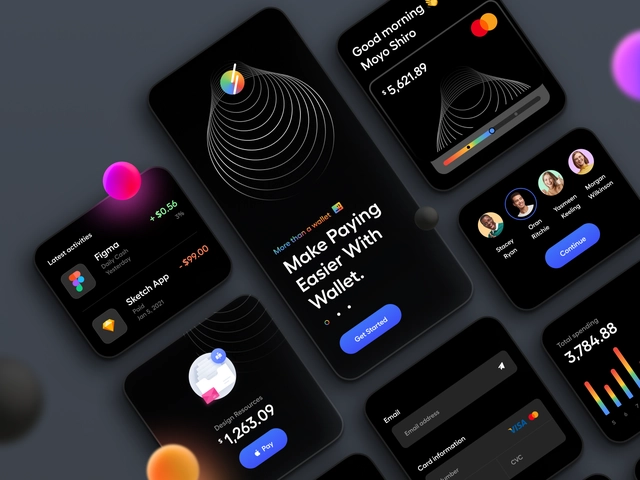 Good morning 👋
Moyo Shiro
$5,621.89
Latest activities
Figma
Daily Cash
Yesterday
+ $0.56
3%
Sketch App
Paid
Jan 5, 2021
- $99.00
More than a wallet
Make Paying
Easier With
Wallet.
Get Started
Stacey
Ryan
Oran
Ritchie
Yasmeen
Keeling
Morgan
Wilkinson
Continue
Design Resources
$1,263.09
Pay
Email
Email address
Card information
VISA
CVC
Total spending
3,784.88